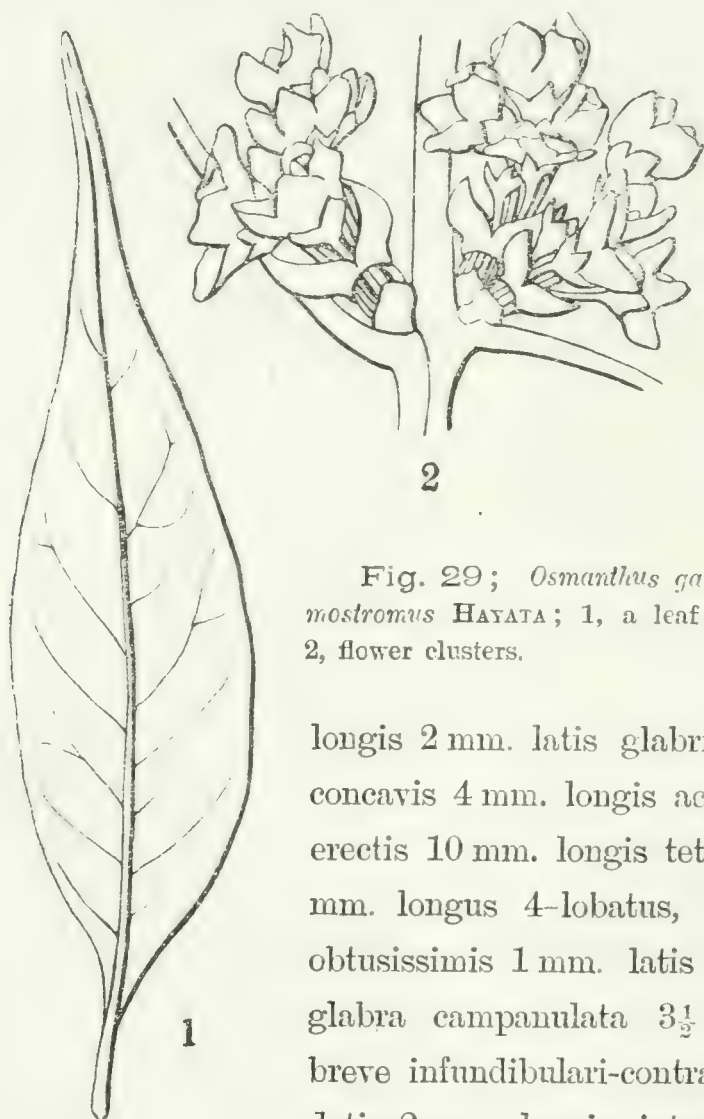 2
1
Fig. 29; Osmanthus ga
mostromus HAYATA; 1, a leaf
2, flower clusters.
longis 2 mm. latis glabr
concavis 4 mm. longis ac
erectis 10 mm. longis tet
mm. longus 4-lobatus,
obtusissimis 1 mm. latis
glabra campanulata 3½
breve infundibulari-contra